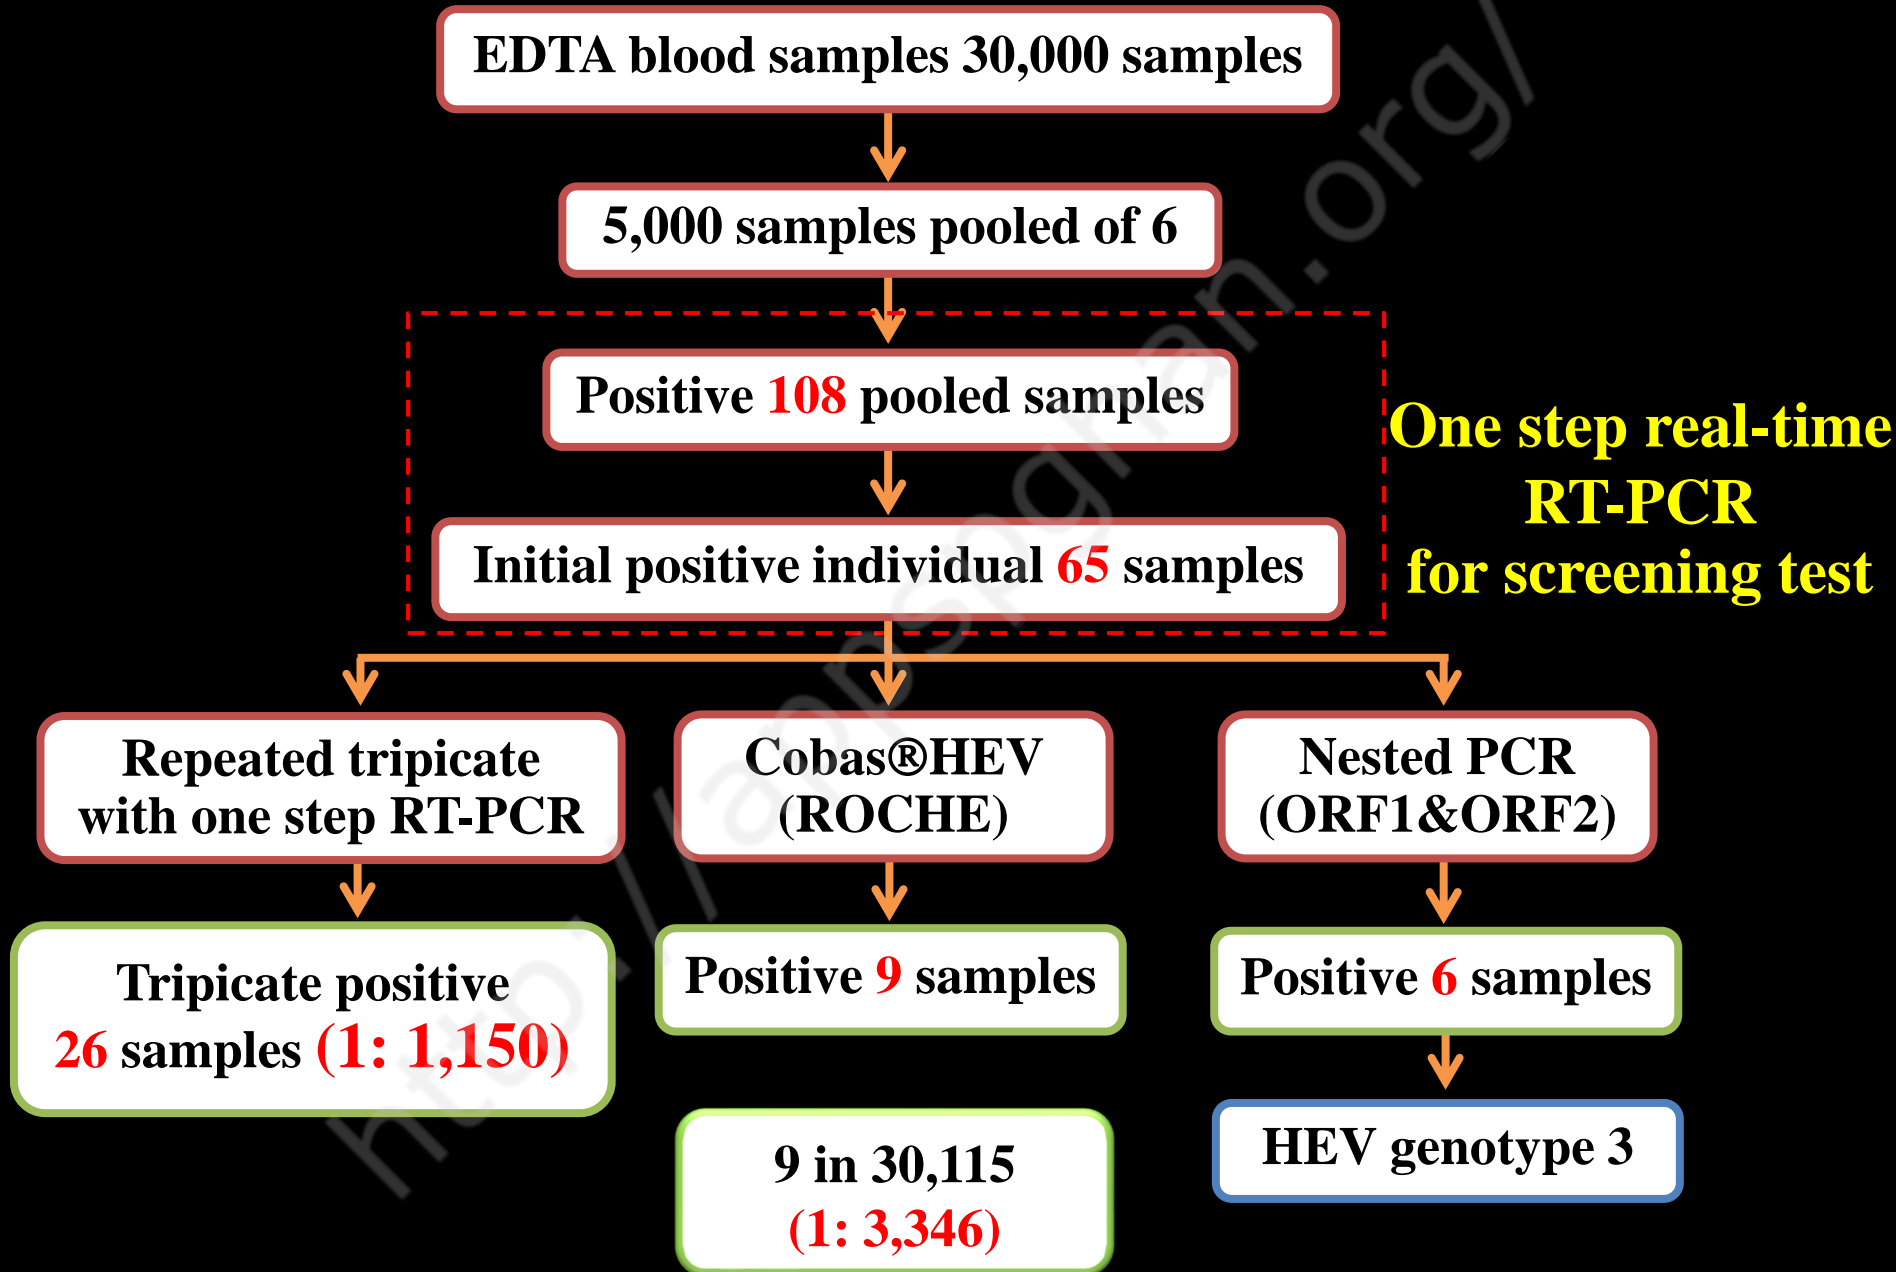 EDTA blood samples 30,000 samples
5,000 samples pooled of 6
Positive 108 pooled samples
Initial positive individual 65 samples
One step real-time
RT-PCR
for screening test
Repeated tripicate
with one step RT-PCR
Cobas®HEV
(ROCHE)
Nested PCR
(ORF1&ORF2)
Tripicate positive
26 samples (1: 1,150)
Positive 9 samples
Positive 6 samples
9 in 30,115
(1: 3,346)
HEV genotype 3
http://appspghan.org/